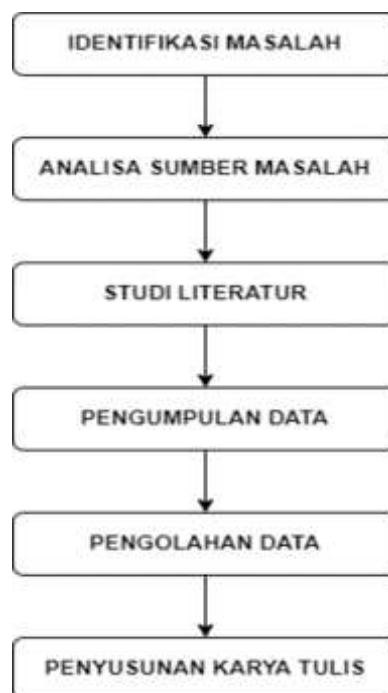 IDENTIFIKASI MASALAH
ANALISA SUMBER MASALAH
STUDI LITERATUR
PENGUMPULAN DATA
PENGOLAHAN DATA
PENYUSUNAN KARYA TULIS